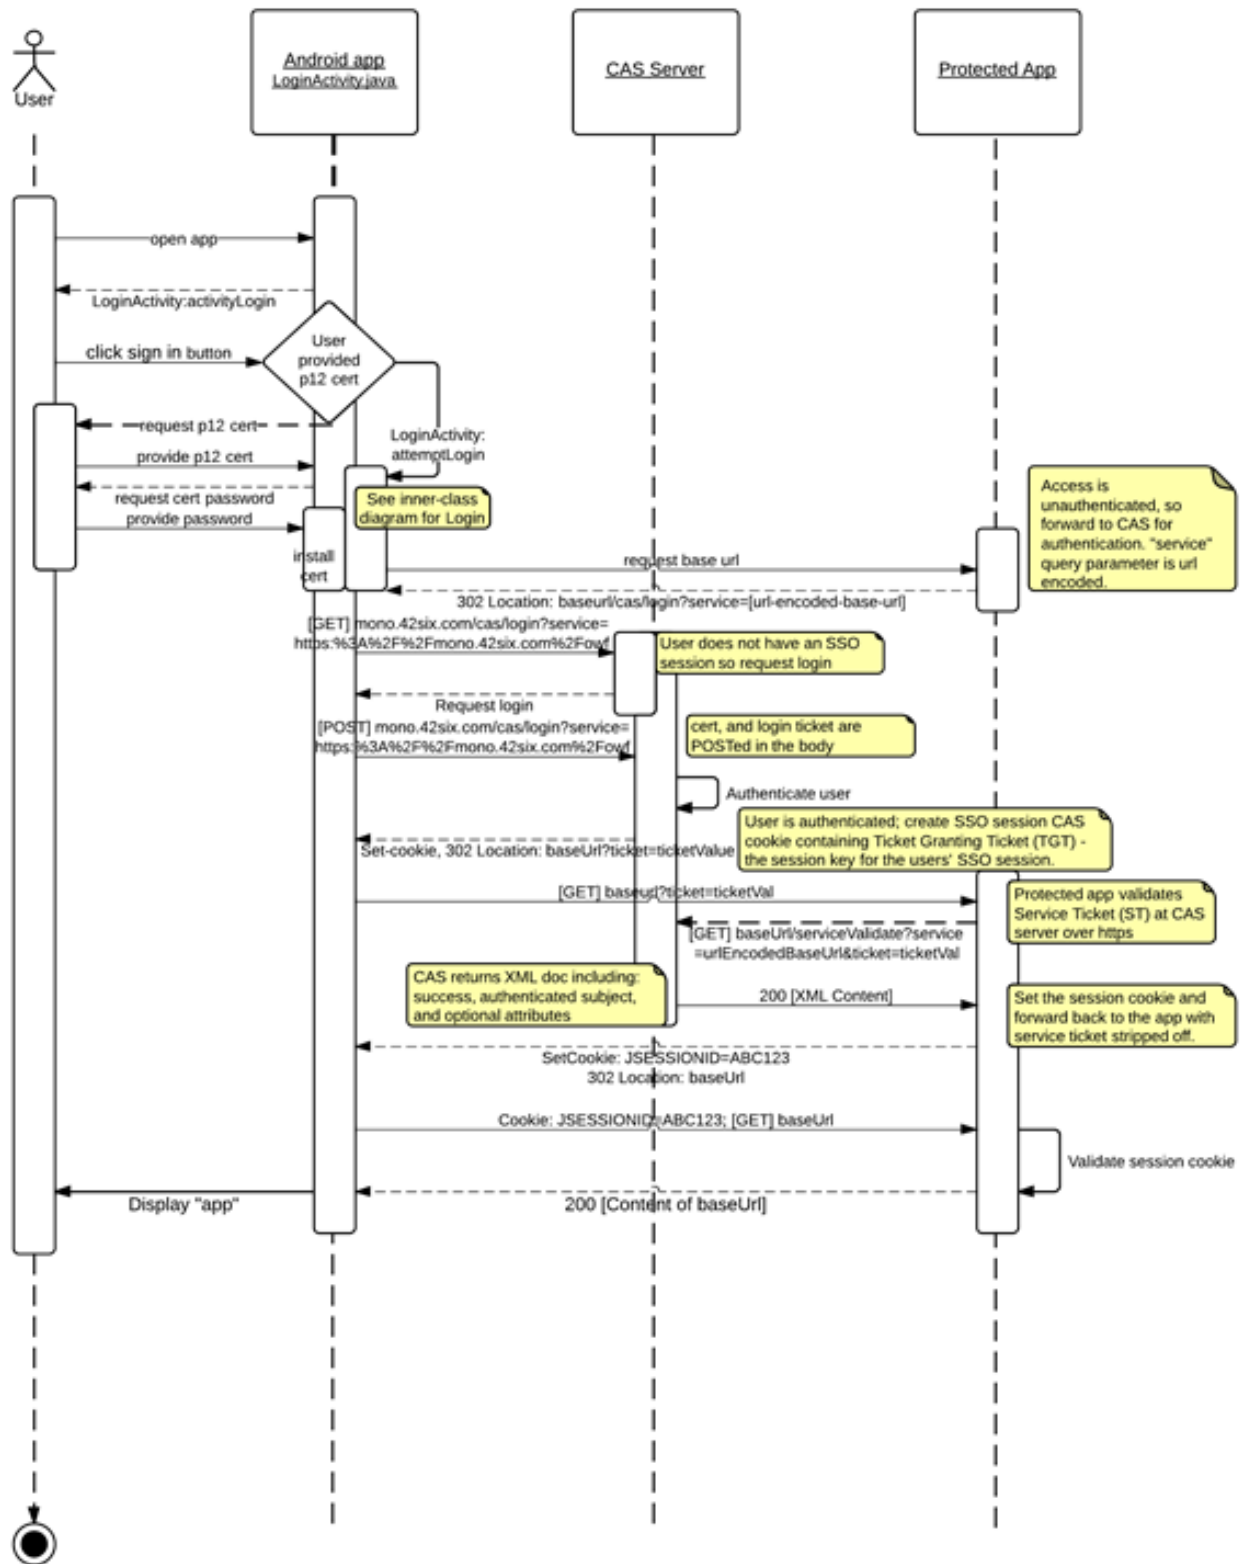 User
Android app
LoginActivity.java
CAS Server
Protected App
open app
LoginActivity:activityLogin
click sign in button
User
provided
p12 cert
request p12 cert
LoginActivity:
attemptLogin
provide p12 cert
request cert password
provide password
See inner-class
diagram for Login
install
cert
Access is
unauthenticated, so
forward to CAS for
authentication. "service"
query parameter is url
encoded.
request base url
302 Location: baseurl/cas/login?service=[url-encoded-base-url]
[GET] mono.42six.com/cas/login?service=
https:%3A%2F%2Fmono.42six.com%2Fowf
User does not have an SSO
session so request login
Request login
[POST] mono.42six.com/cas/login?service=
https:%3A%2F%2Fmono.42six.com%2Fowf
cert, and login ticket are
POSTed in the body
Authenticate user
User is authenticated; create SSO session CAS
cookie containing Ticket Granting Ticket (TGT) -
the session key for the users' SSO session.
Set-cookie, 302 Location: baseUrl?ticket=ticketValue
[GET] baseurl?ticket=ticketVal
Protected app validates
Service Ticket (ST) at CAS
server over https
[GET] baseUrl/serviceValidate?service
=urlEncodedBaseUrl&ticket=ticketVal
CAS returns XML doc including:
success, authenticated subject,
and optional attributes
200 [XML Content]
Set the session cookie and
forward back to the app with
service ticket stripped off.
SetCookie: JSESSIONID=ABC123
302 Location: baseUrl
Cookie: JSESSIONID=ABC123; [GET] baseUrl
Validate session cookie
Display "app"
200 [Content of baseUrl]